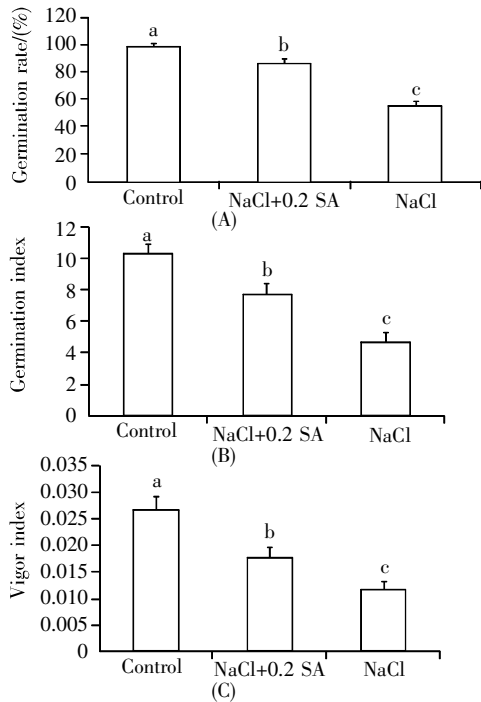 Germination rate/(%)
120
100
80
60
40
20
0
a
b
c
Control
NaCl+0.2 SA
NaCl
(A)
Germination index
12
10
8
6
4
2
0
a
b
c
Control
NaCl+0.2 SA
NaCl
(B)
Vigor index
0.035
0.030
0.025
0.020
0.015
0.010
0.005
0
a
b
c
Control
NaCl+0.2 SA
NaCl
(C)